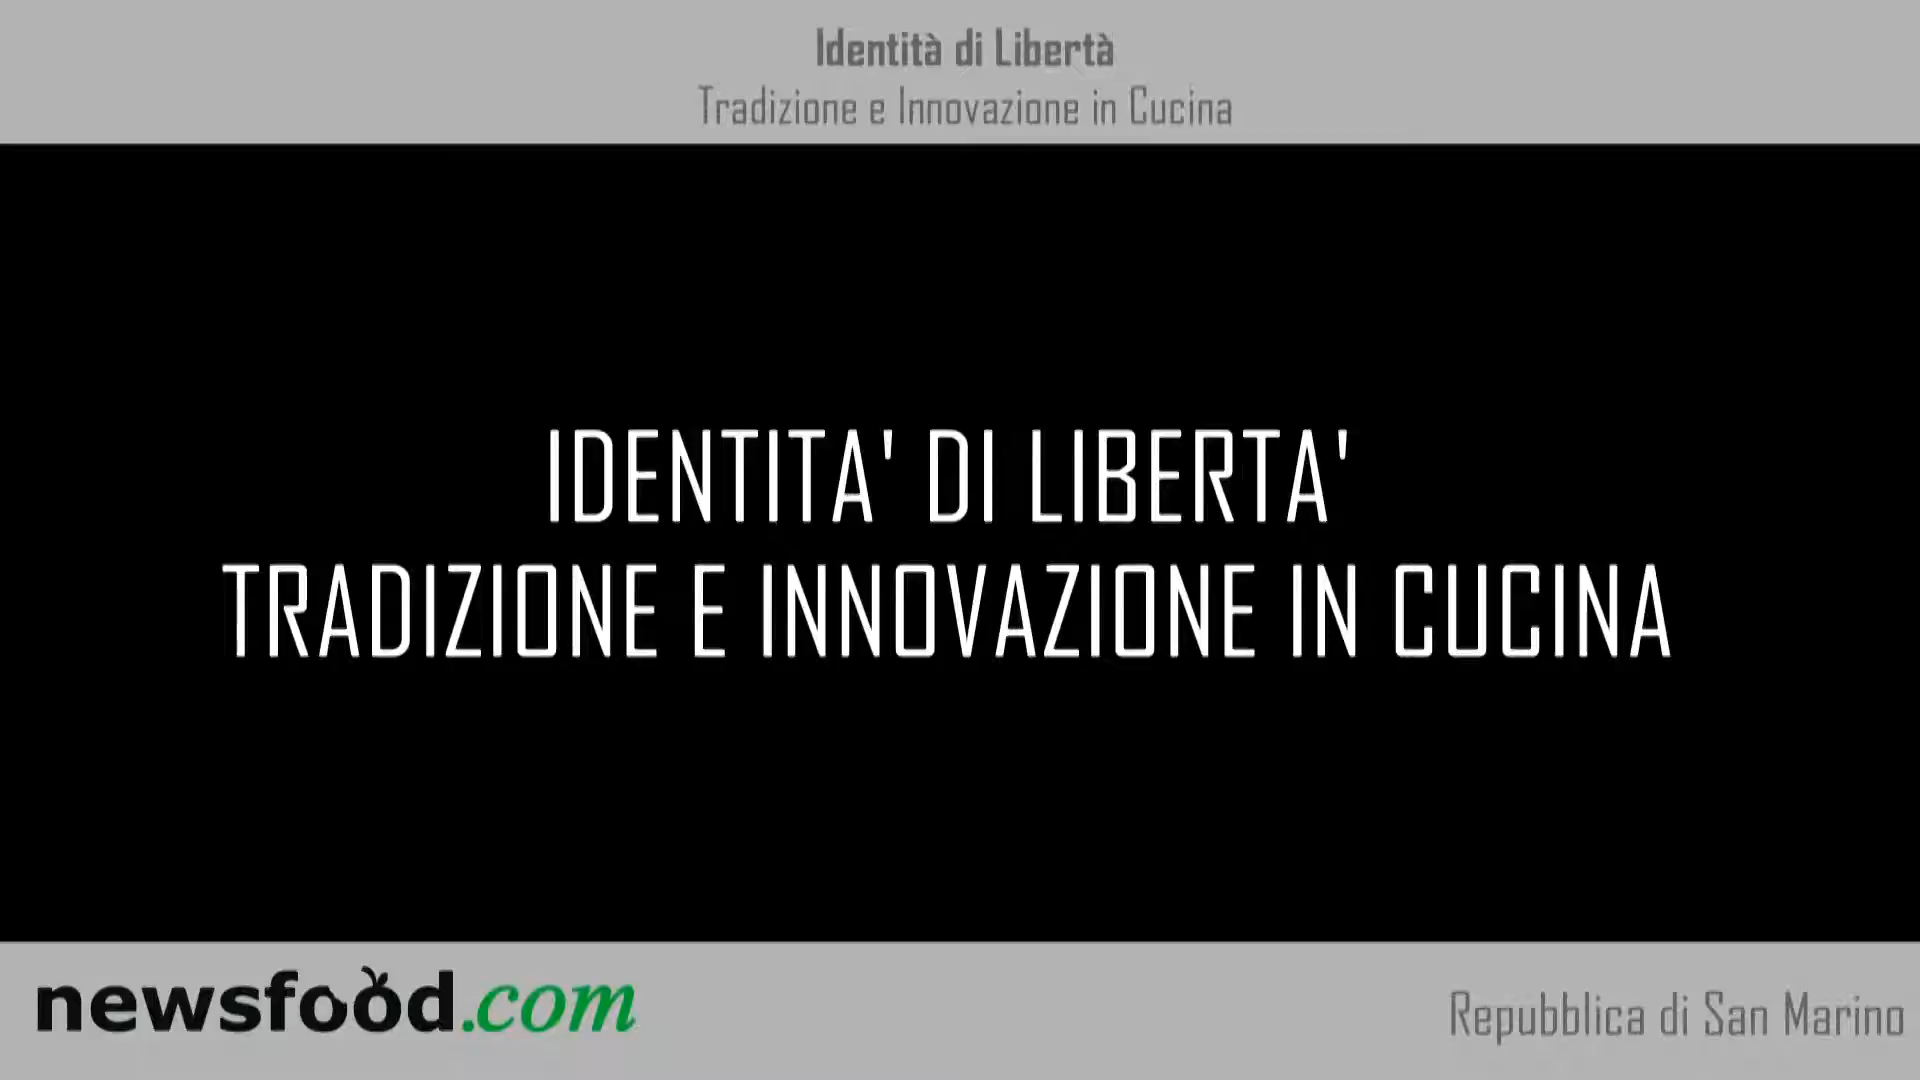 Identità di Libertà
Tradizione e Innovazione in Cucina
IDENTITA' DI LIBERTA'
TRADIZIONE E INNOVAZIONE IN CUCINA
newsfood.com
Repubblica di San Marino